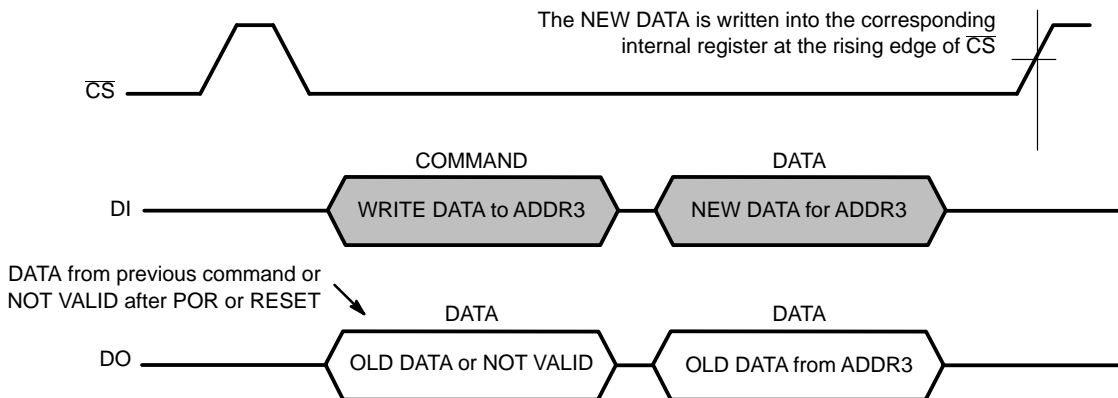 The NEW DATA is written into the corresponding
internal register at the rising edge of CS
CS
COMMAND
DATA
DI
WRITE DATA to ADDR3
NEW DATA for ADDR3
DATA from previous command or
NOT VALID after POR or RESET
DATA
DATA
DO
OLD DATA or NOT VALID
OLD DATA from ADDR3